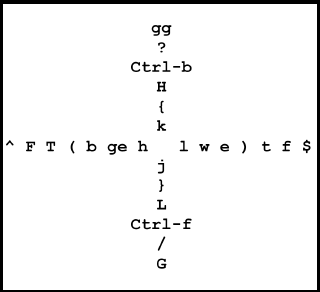 gg
?
Ctrl-b
H
{
k
^ F T ( b ge h l w e ) t f $
j
}
L
Ctrl-f
/
G